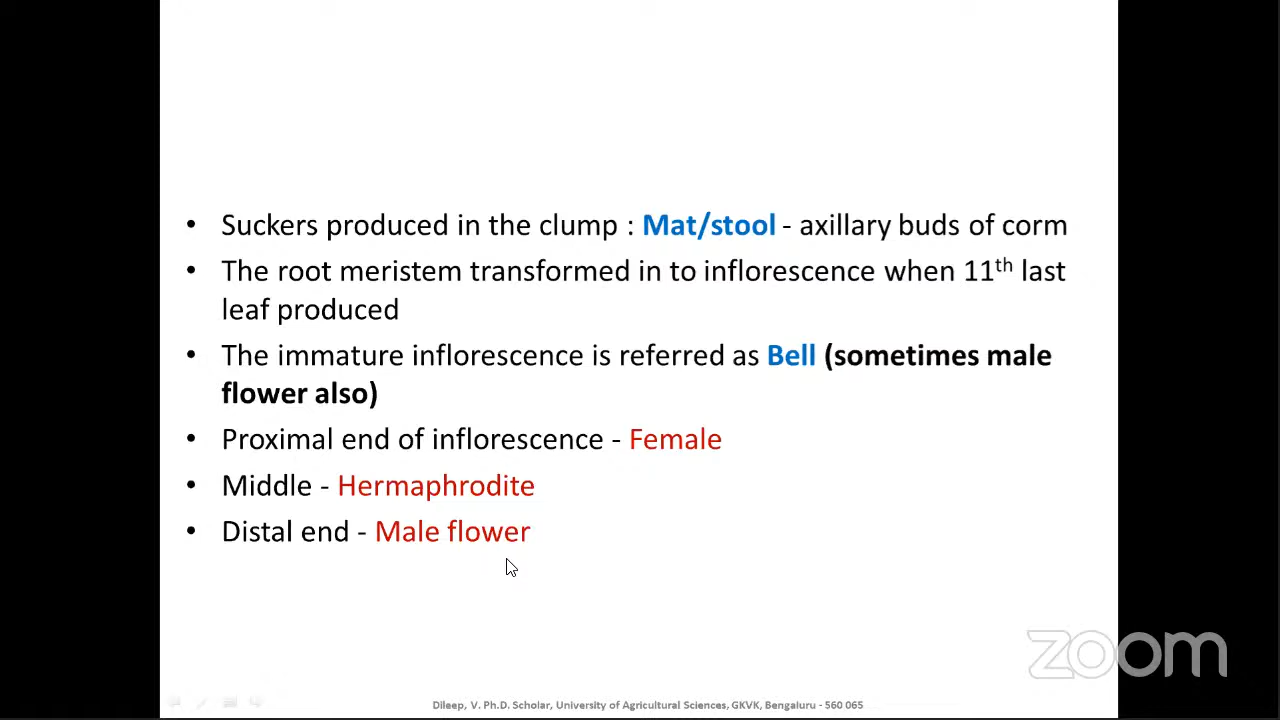 • Suckers produced in the clump : Mat/stool - axillary buds of corm
• The root meristem transformed in to inflorescence when 11th last
leaf produced
• The immature inflorescence is referred as Bell (sometimes male
flower also)
• Proximal end of inflorescence - Female
• Middle - Hermaphrodite
• Distal end - Male flower
zoom
Dileep, V. Ph.D. Scholar, University of Agricultural Sciences, GKVK, Bengaluru - 560 065